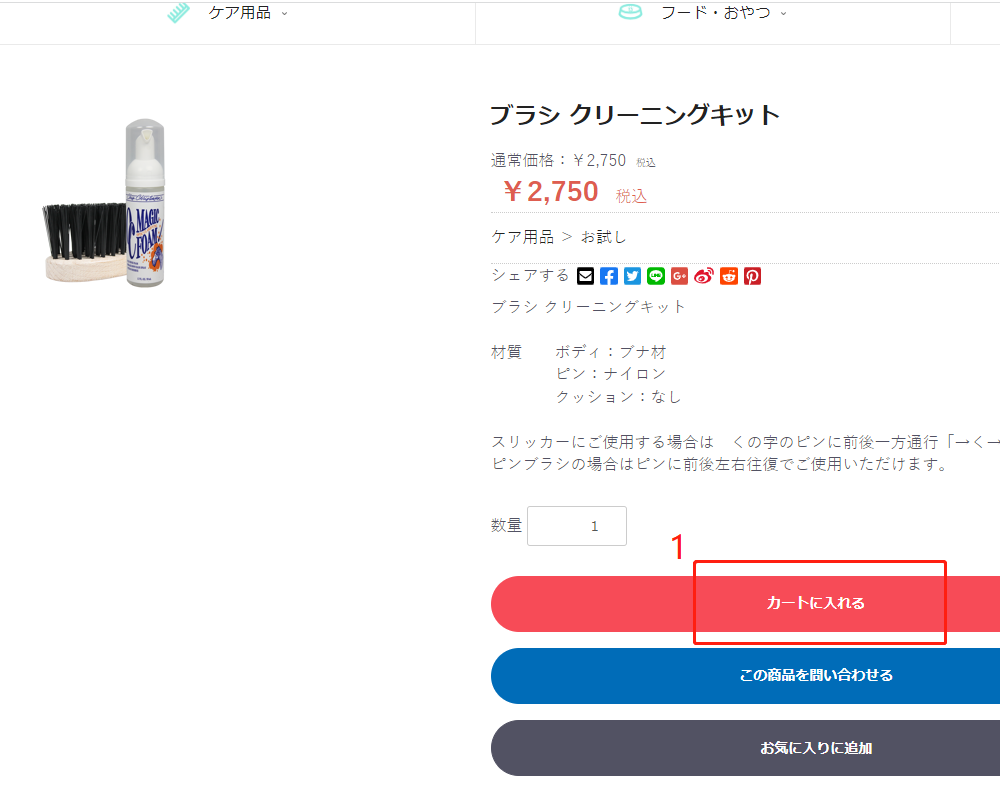 ケア用品
フード・おやつ
ブラシ クリーニングキット
通常価格：￥2,750 税込
￥2,750 税込
ケア用品 ＞ お試し
シェアする
ブラシ クリーニングキット
材質 ボディ：ブナ材
ピン：ナイロン
クッション：なし
スリッカーにご使用する場合は　くの字のピンに前後一方通行「→く→
ピンブラシの場合はピンに前後左右往復でご使用いただけます。
数量 1
1
カートに入れる
この商品を問い合わせる
お気に入りに追加
MAGIC
FOAM